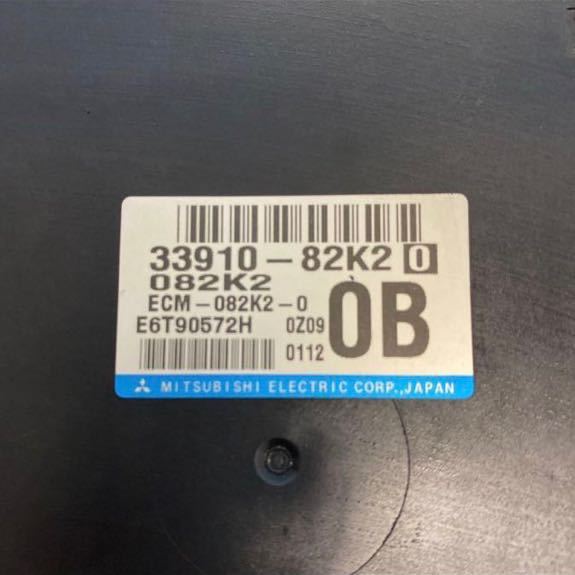 33910-82K2 0
082K2
ECM-082K2-0
E6T90572H 0Z09
0112
0B
MITSUBISHI ELECTRIC CORP.,JAPAN